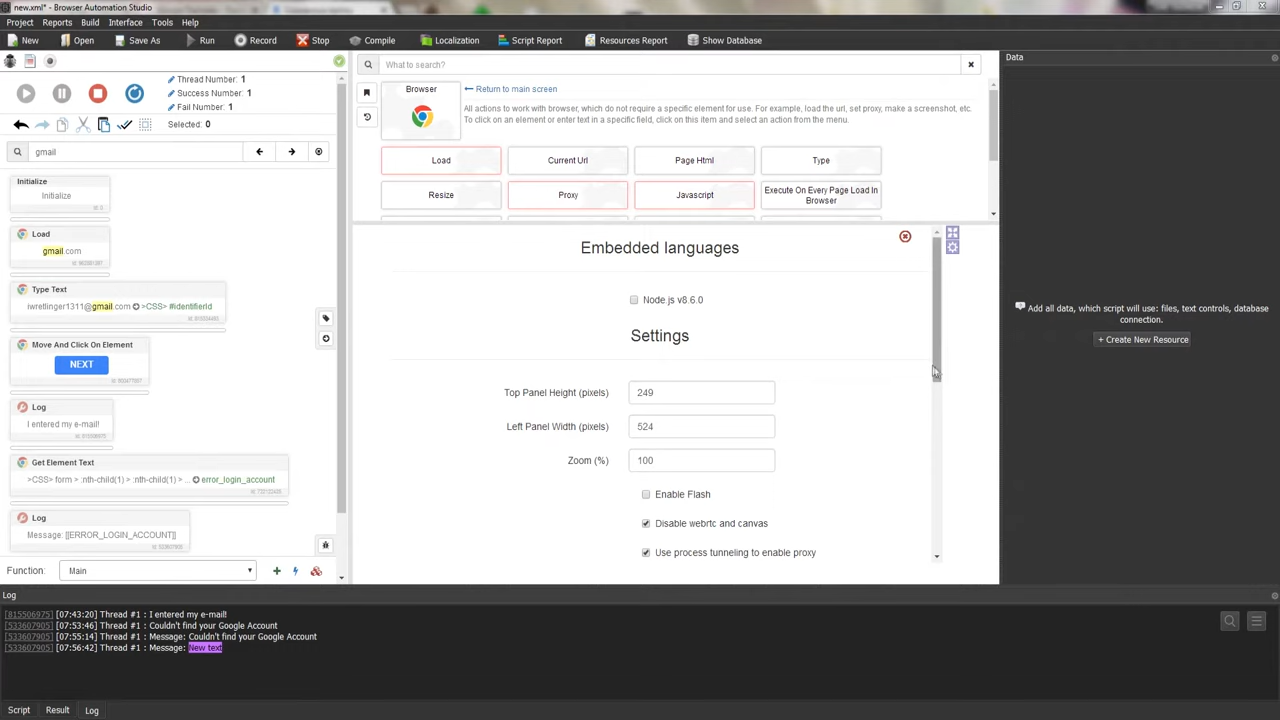 new.xml* - Browser Automation Studio
Project Reports Build Interface Tools Help
New Open Save As Run Record Stop Compile Localization Script Report Resources Report Show Database
Thread Number: 1
Success Number: 1
Fail Number: 1
Selected: 0
gmail
Initialize
Initialize
Load
gmail.com
Type Text
iwretlinger1311@gmail.com >CSS> #identifierId
Move And Click On Element
NEXT
Log
I entered my e-mail!
Get Element Text
>CSS> form > :nth-child(1) > :nth-child(1) > ... error_login_account
Log
Message: [[ERROR_LOGIN_ACCOUNT]]
Function: Main
What to search?
Browser
Return to main screen
All actions to work with browser, which do not require a specific element for use. For example, load the url, set proxy, make a screenshot, etc.
To click on an element or enter text in a specific field, click on this item and select an action from the menu.
Load Current Url Page Html Type
Resize Proxy Javascript Execute On Every Page Load In
Browser
Embedded languages
Node js v8.6.0
Settings
Top Panel Height (pixels) 249
Left Panel Width (pixels) 524
Zoom (%) 100
Enable Flash
Disable webrtc and canvas
Use process tunneling to enable proxy
Data
Add all data, which script will use: files, text controls, database
connection.
+ Create New Resource
Log
[815506975] [07:43:20] Thread #1 : I entered my e-mail!
[533607905] [07:53:46] Thread #1 : Couldn't find your Google Account
[533607905] [07:55:14] Thread #1 : Message: Couldn't find your Google Account
[533607905] [07:56:42] Thread #1 : Message: New text
Script Result Log